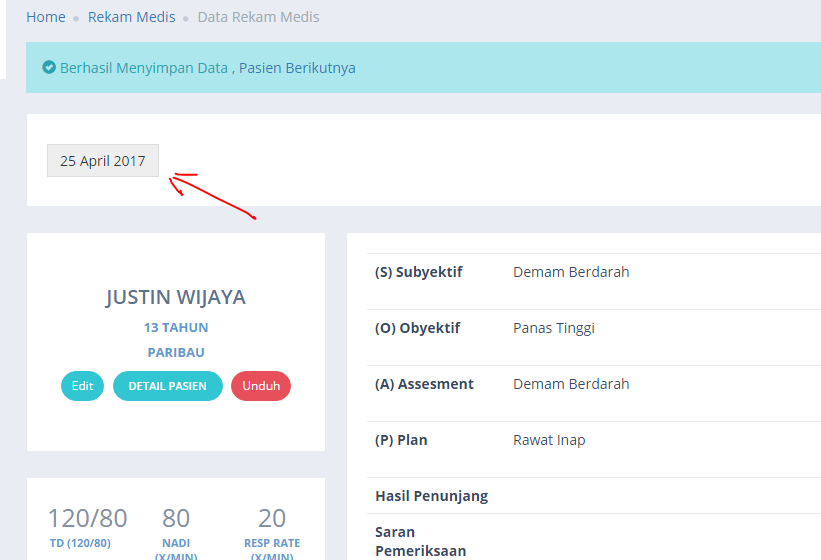 Home Rekam Medis Data Rekam Medis
Berhasil Menyimpan Data , Pasien Berikutnya
25 April 2017
JUSTIN WIJAYA
13 TAHUN
PARIBAU
Edit DETAIL PASIEN Unduh
120/80 80 20
TD (120/80) NADI RESP RATE
(X/MIN) (X/MIN)
(S) Subyektif Demam Berdarah
(O) Obyektif Panas Tinggi
(A) Assesment Demam Berdarah
(P) Plan Rawat Inap
Hasil Penunjang
Saran
Pemeriksaan